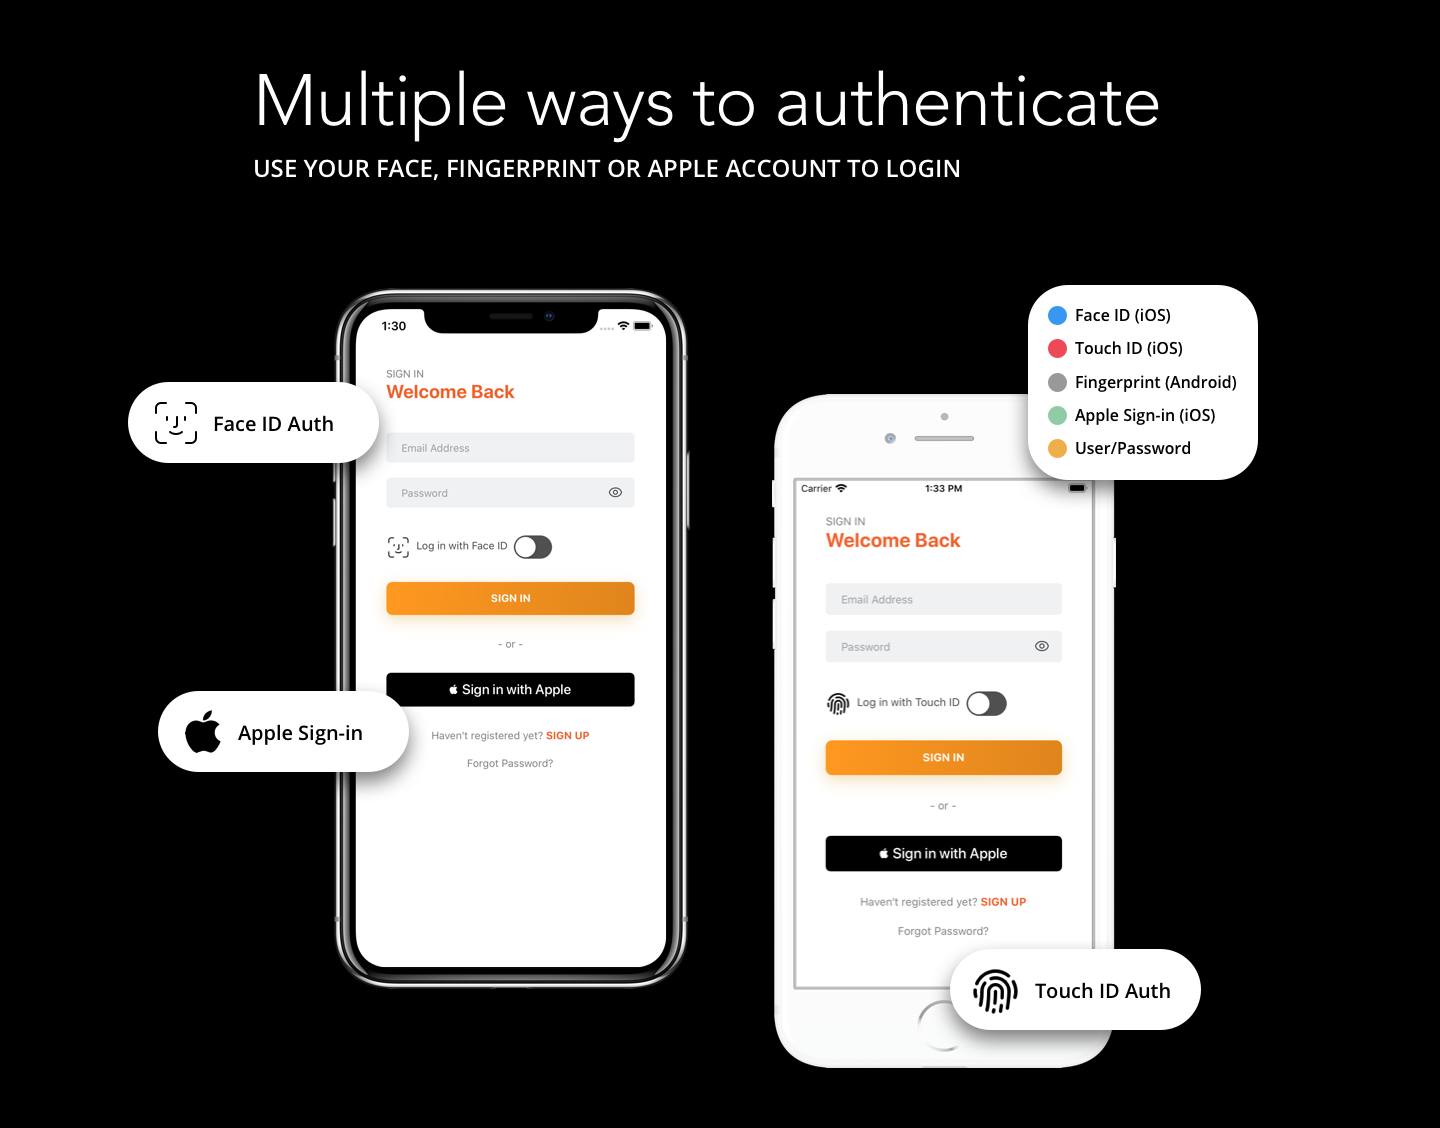 Multiple ways to authenticate
USE YOUR FACE, FINGERPRINT OR APPLE ACCOUNT TO LOGIN
1:30
SIGN IN
Welcome Back
Email Address
Password
Log in with Face ID
SIGN IN
- or -
Sign in with Apple
Haven't registered yet? SIGN UP
Forgot Password?
Face ID Auth
Apple Sign-in
Face ID (iOS)
Touch ID (iOS)
Fingerprint (Android)
Apple Sign-in (iOS)
User/Password
Carrier
1:33 PM
SIGN IN
Welcome Back
Email Address
Password
Log in with Touch ID
SIGN IN
- or -
Sign in with Apple
Haven't registered yet? SIGN UP
Forgot Password?
Touch ID Auth